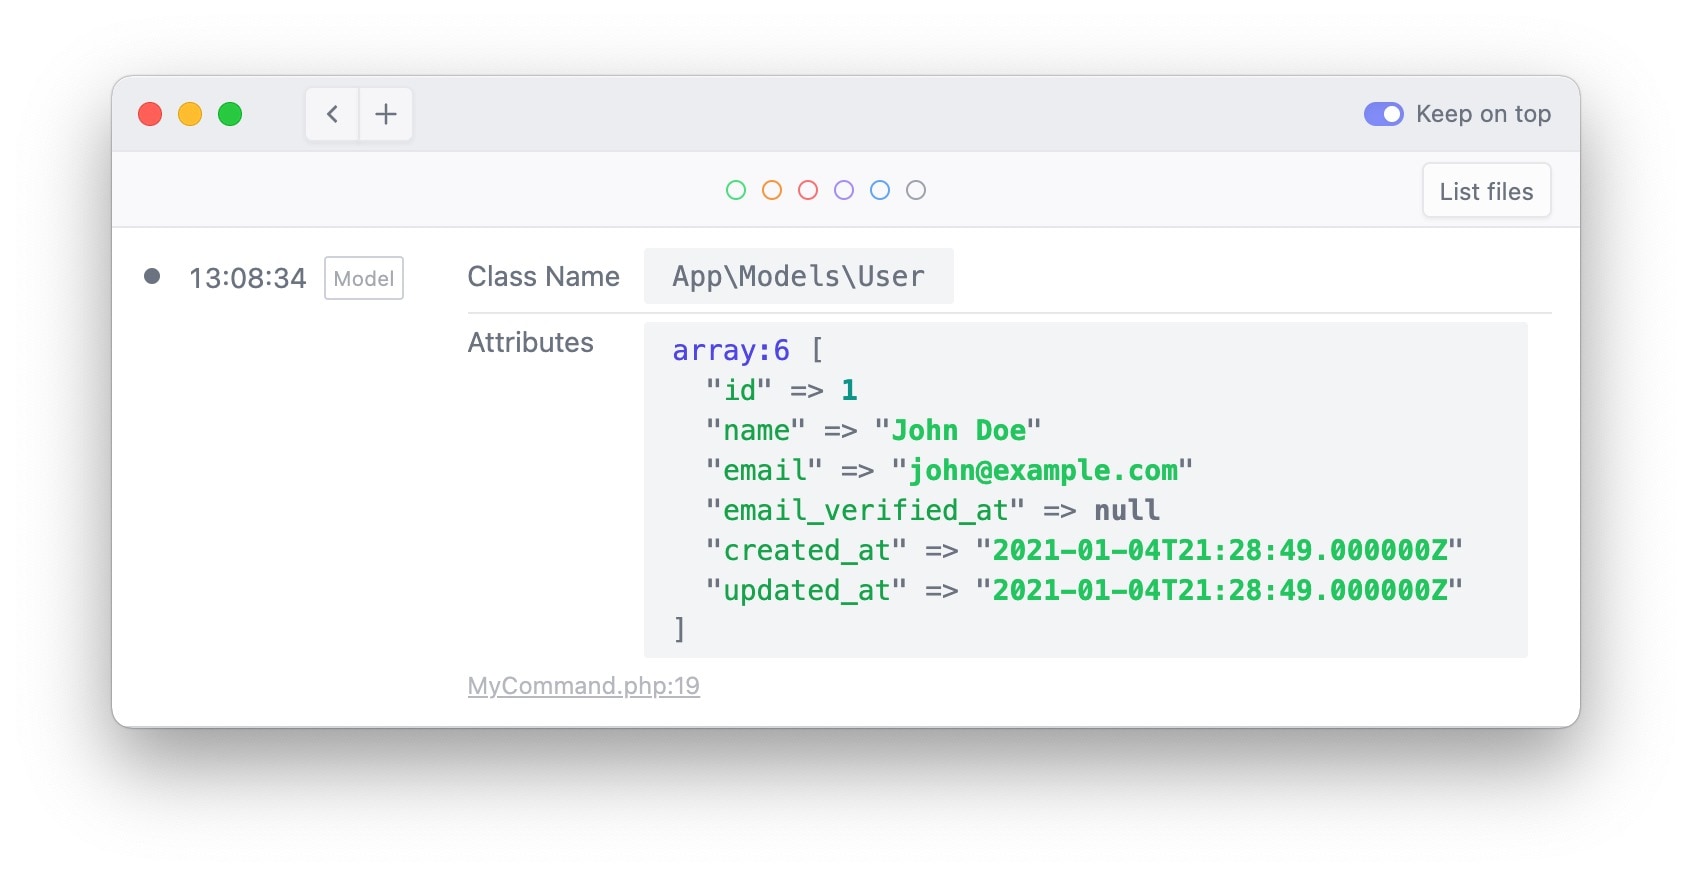 Keep on top
List files
13:08:34 Model
Class Name App\Models\User
Attributes
array:6 [
  "id" => 1
  "name" => "John Doe"
  "email" => "john@example.com"
  "email_verified_at" => null
  "created_at" => "2021-01-04T21:28:49.000000Z"
  "updated_at" => "2021-01-04T21:28:49.000000Z"
]
MyCommand.php:19